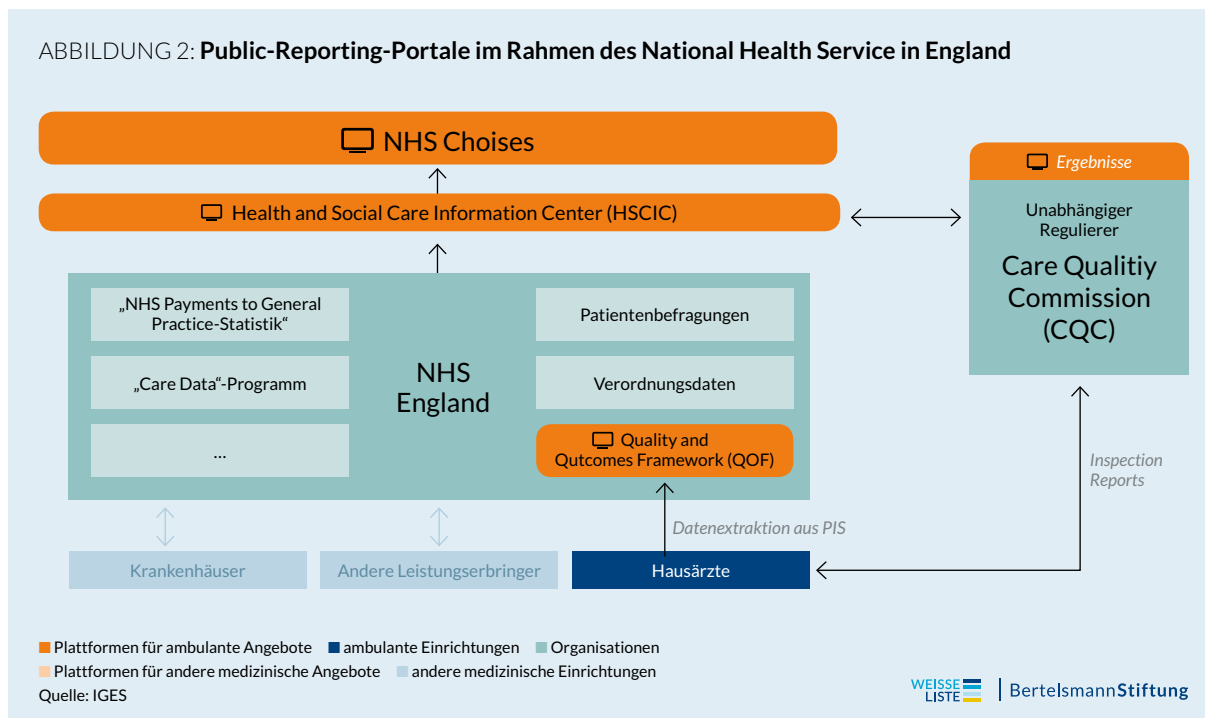 ABBILDUNG 2: Public-Reporting-Portale im Rahmen des National Health Service in England
NHS Choises
Health and Social Care Information Center (HSCIC)
Ergebnisse
Unabhängiger
Regulierer
Care Qualitiy
Commission
(CQC)
„NHS Payments to General
Practice-Statistik“
„Care Data“-Programm
...
NHS
England
Patientenbefragungen
Verordnungsdaten
Quality and
Qutcomes Framework (QOF)
Inspection
Reports
Datenextraktion aus PIS
Krankenhäuser
Andere Leistungserbringer
Hausärzte
Plattformen für ambulante Angebote ambulante Einrichtungen Organisationen
Plattformen für andere medizinische Angebote andere medizinische Einrichtungen
Quelle: IGES
WEISSE
LISTE
BertelsmannStiftung